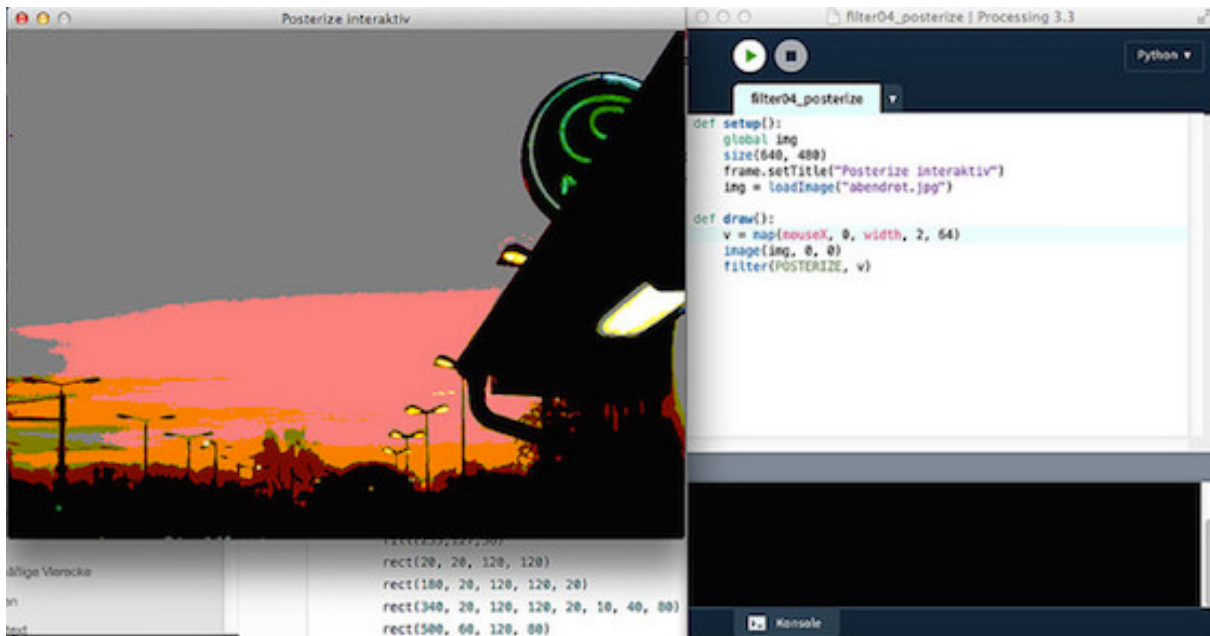 Posterize interaktiv
filter04_posterize | Processing 3.3
Python
filter04_posterize
def setup():
global img
size(640, 480)
frame.setTitle("Posterize interaktiv")
img = loadImage("abendrot.jpg")
def draw():
v = map(mouseX, 0, width, 2, 64)
image(img, 0, 0)
filter(POSTERIZE, v)
rect(20, 20, 120, 120)
rect(180, 20, 120, 120, 20)
rect(340, 20, 120, 120, 20, 10, 40, 80)
rect(500, 60, 120, 80)
Vierecke
Konsole